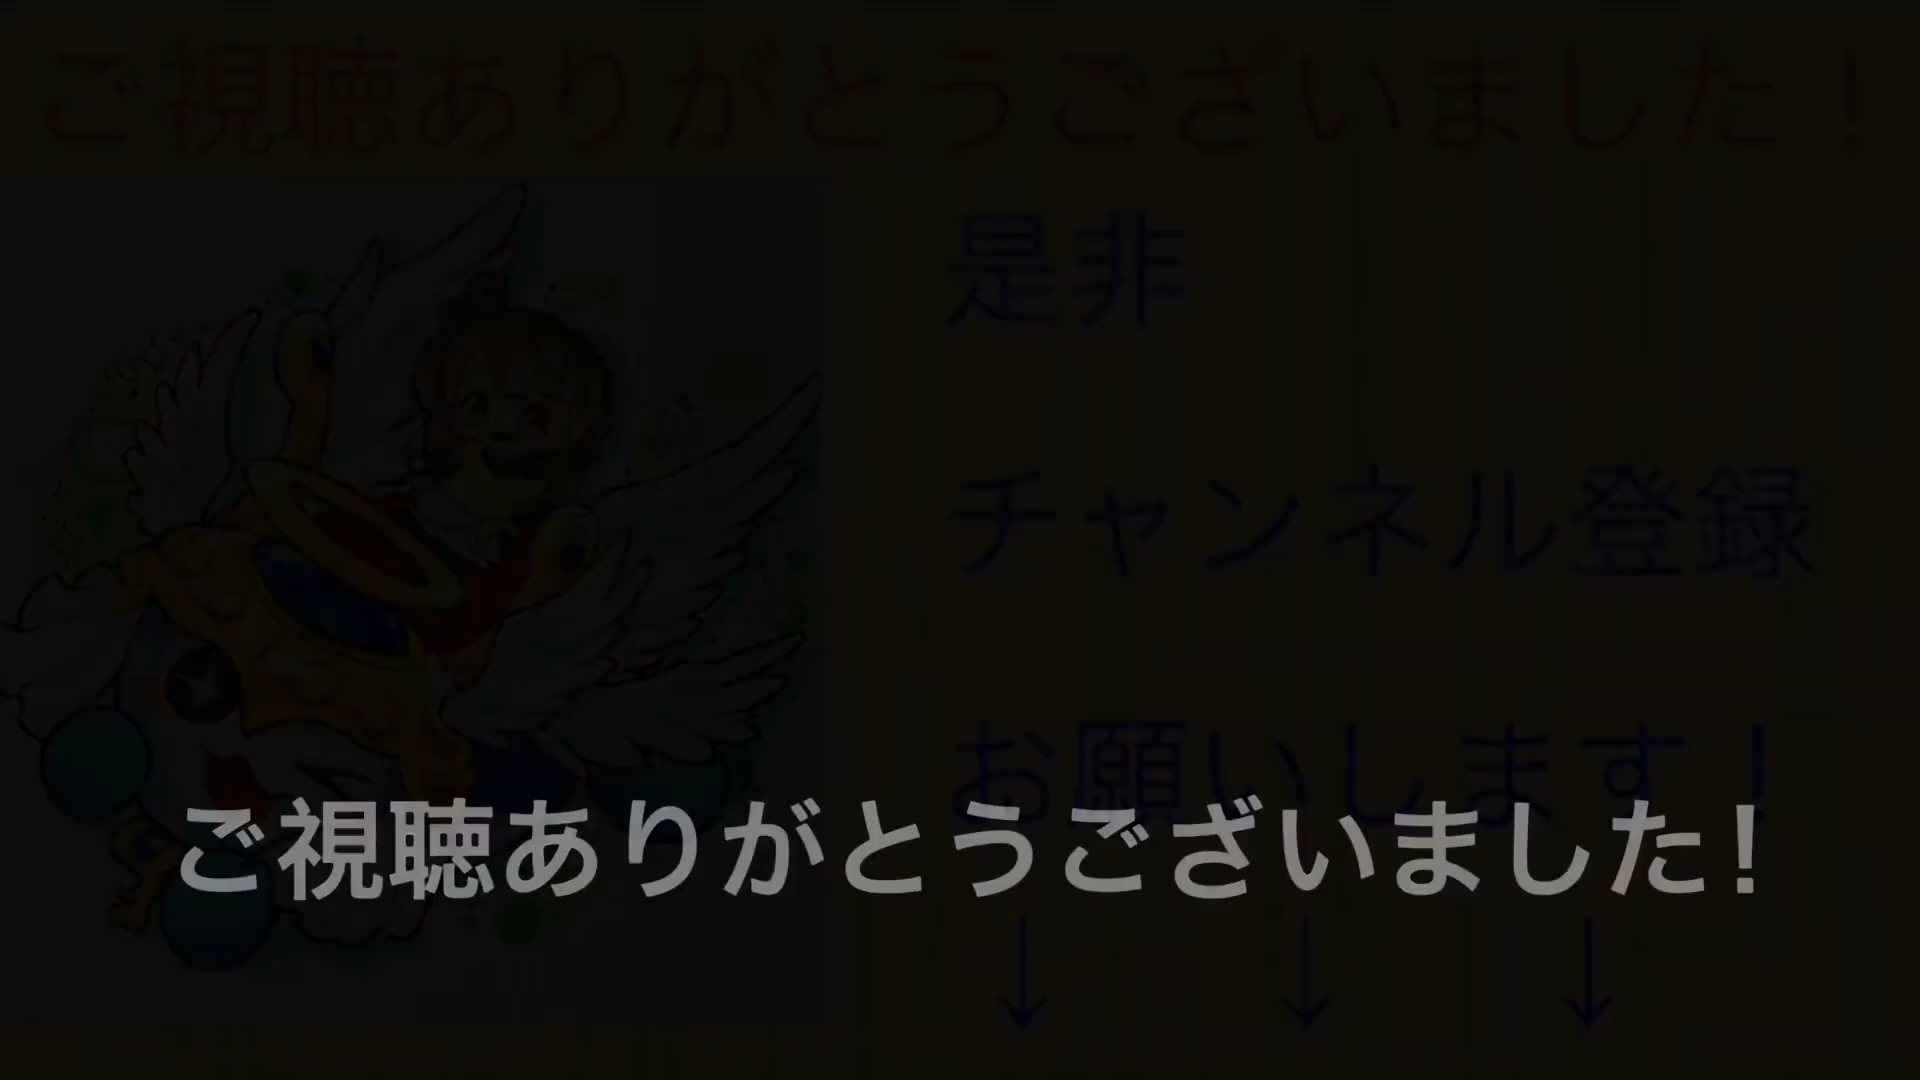 ご視聴ありがとうございました！
是非
チャンネル登録
お願いします！
ご視聴ありがとうございました！
↓ ↓ ↓